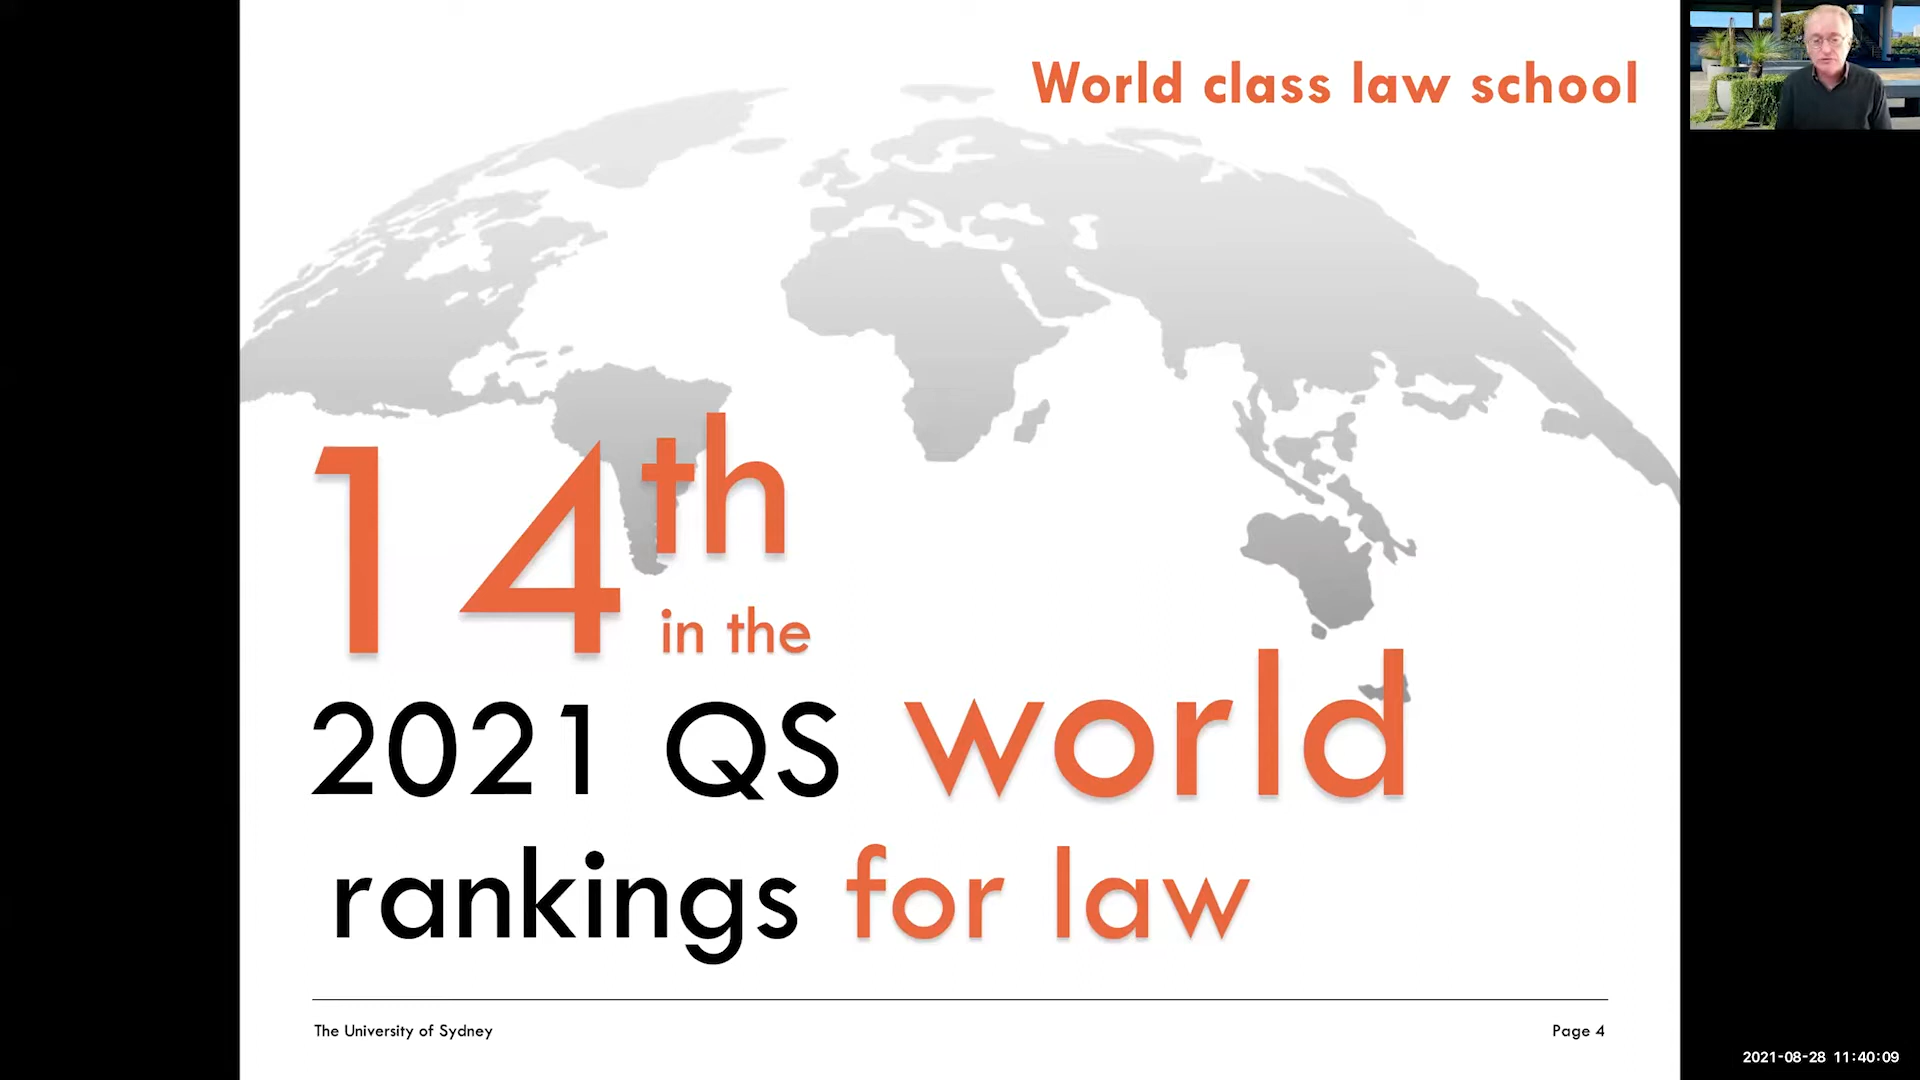 World class law school
14th
in the
2021 QS world
rankings for law
The University of Sydney
Page 4
2021-08-28 11:40:09